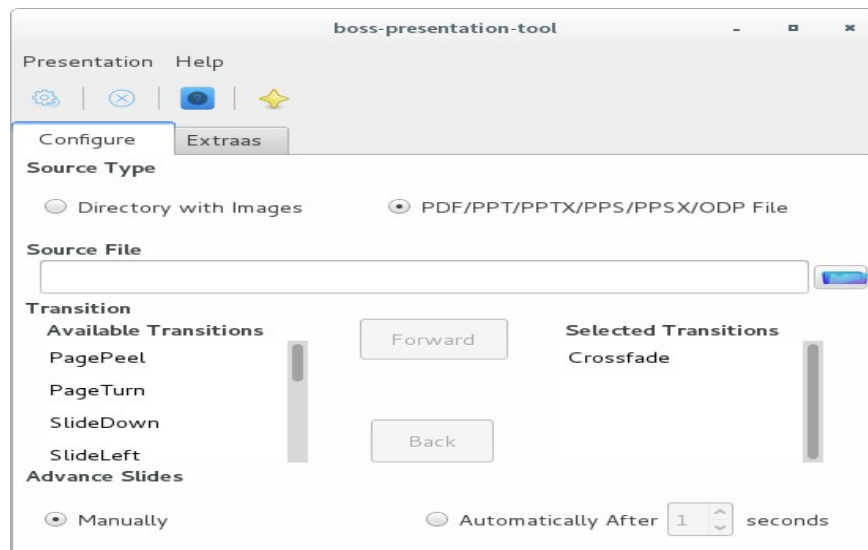 boss-presentation-tool
Presentation Help
Configure Extraas
Source Type
Directory with Images PDF/PPT/PPTX/PPS/PPSX/ODP File
Source File
Transition
Available Transitions Forward Selected Transitions
PagePeel Crossfade
PageTurn
SlideDown
SlideLeft Back
Advance Slides
Manually Automatically After 1 seconds